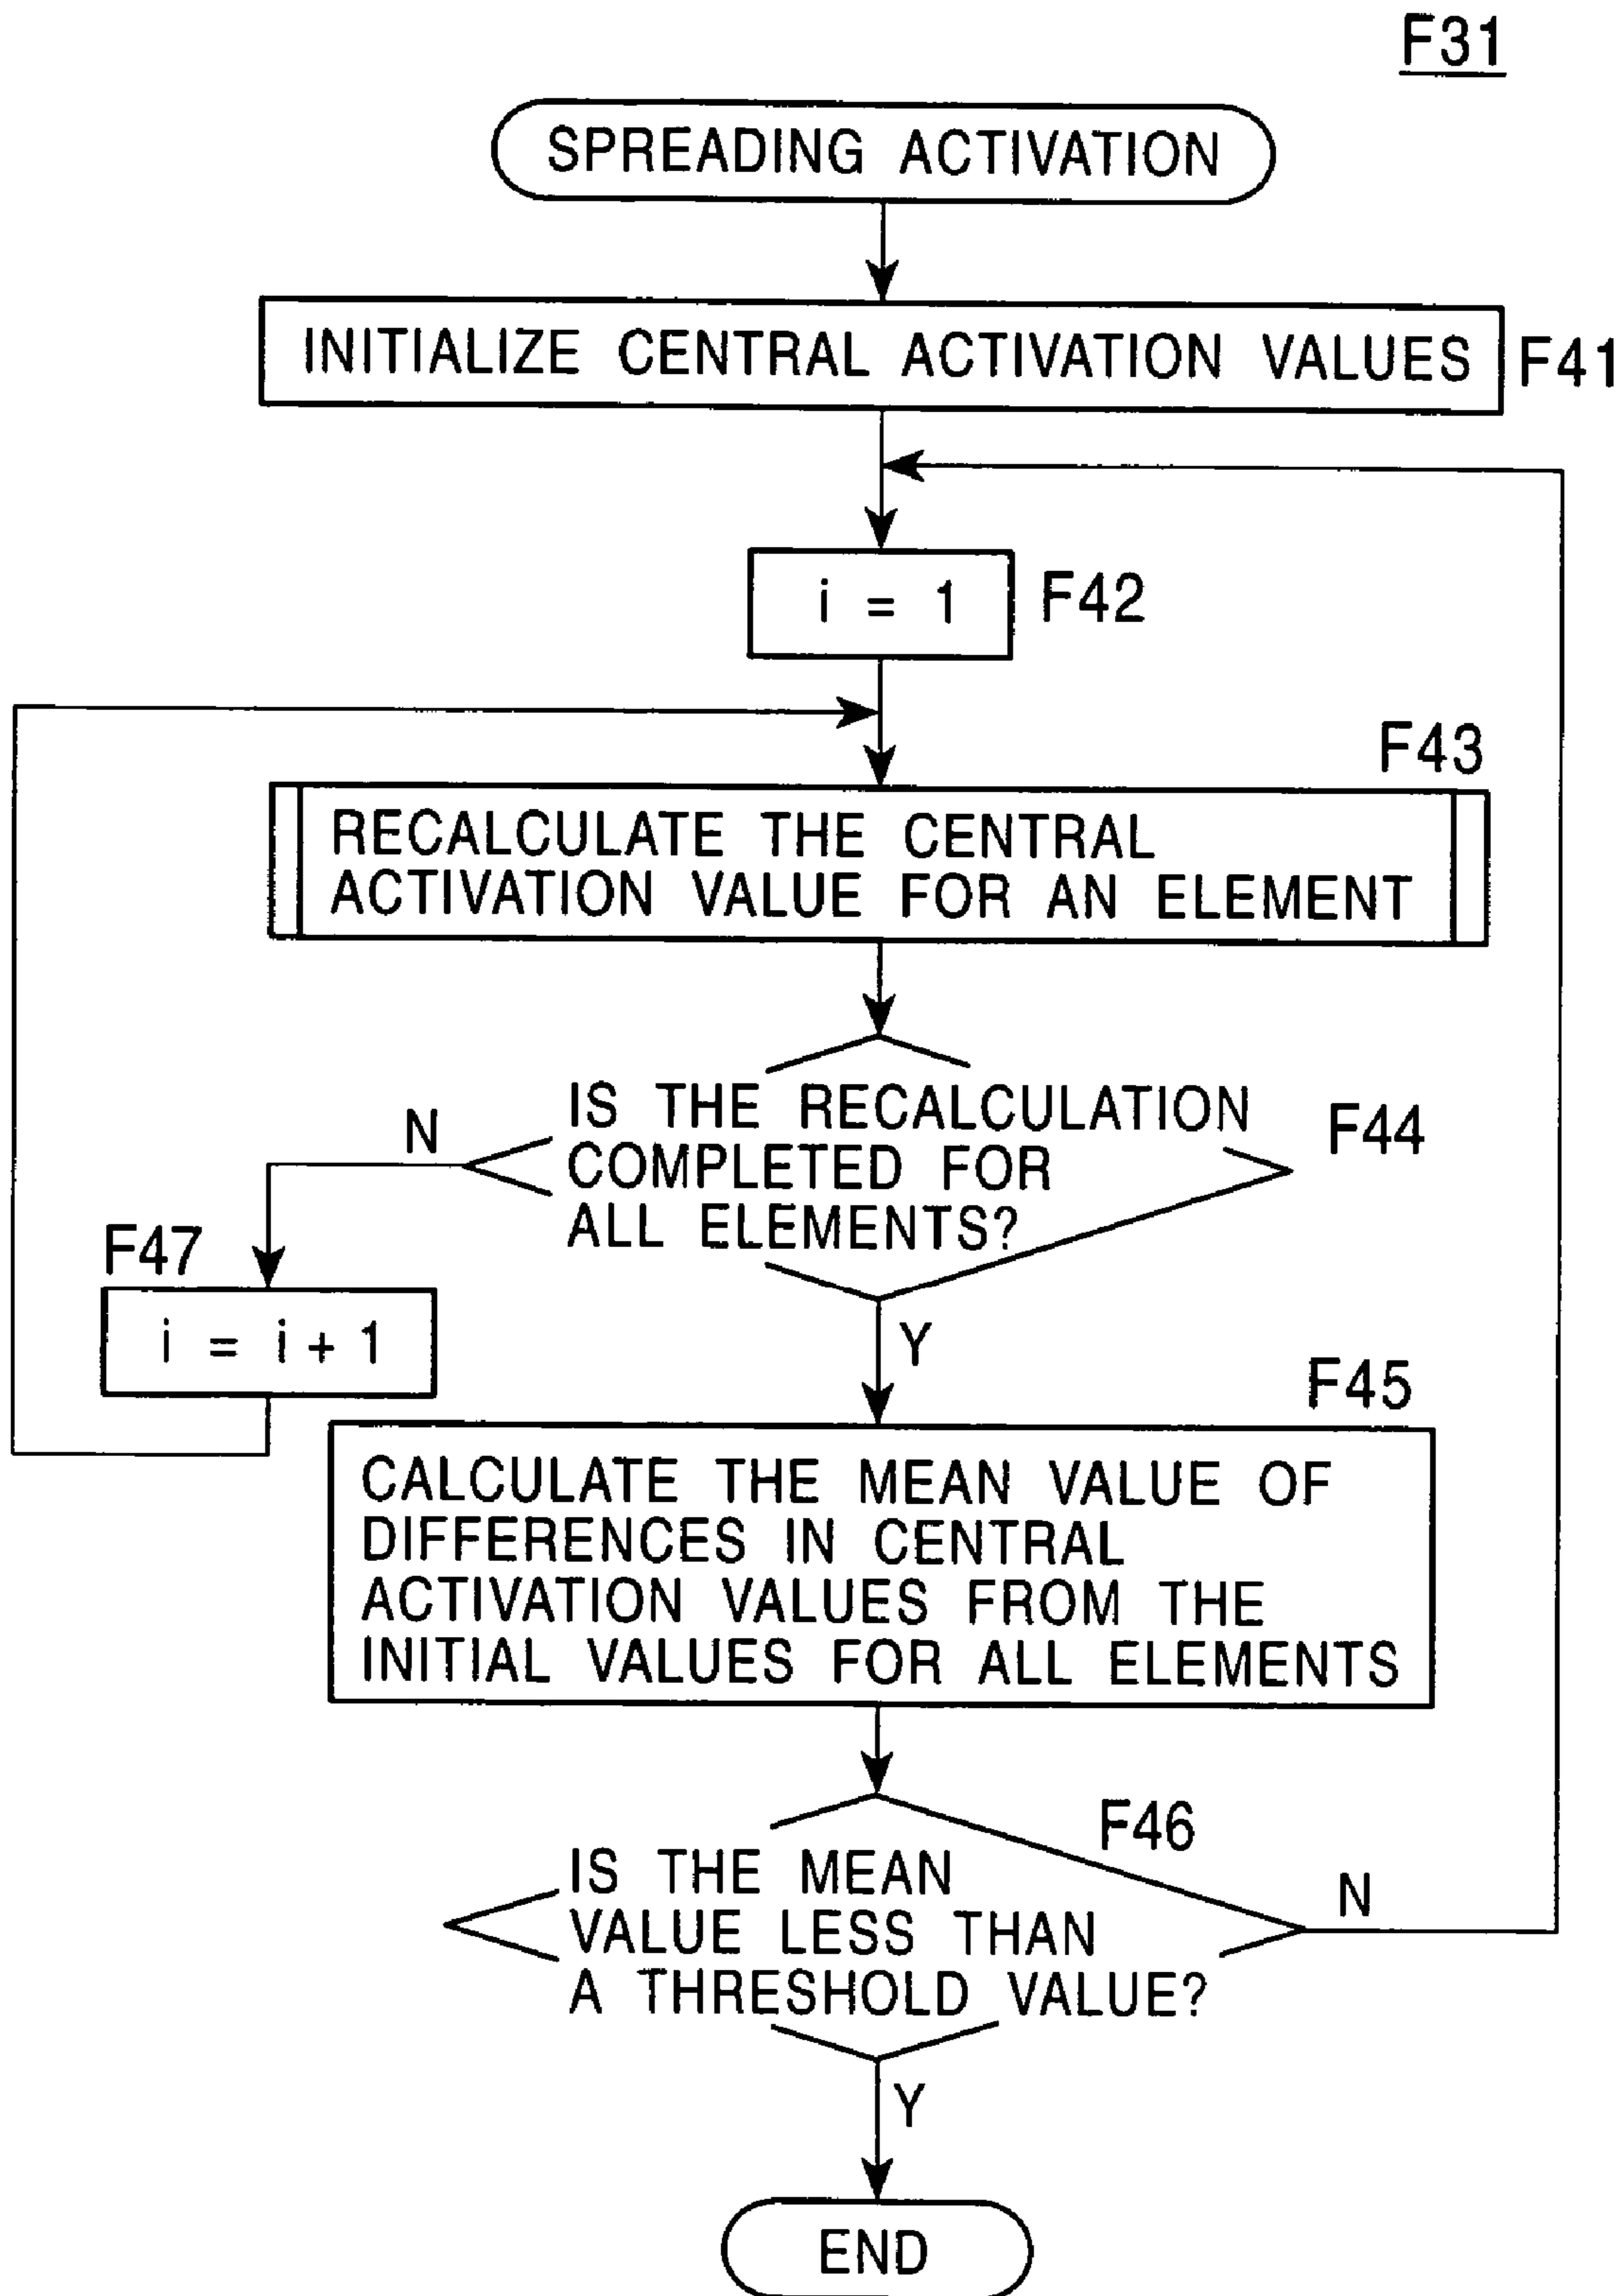 F31
SPREADING ACTIVATION
INITIALIZE CENTRAL ACTIVATION VALUES
F41
i = 1
F42
F43
RECALCULATE THE CENTRAL
ACTIVATION VALUE FOR AN ELEMENT
IS THE RECALCULATION
COMPLETED FOR
ALL ELEMENTS?
F44
N
F47
i = i + 1
Y
F45
CALCULATE THE MEAN VALUE OF
DIFFERENCES IN CENTRAL
ACTIVATION VALUES FROM THE
INITIAL VALUES FOR ALL ELEMENTS
F46
IS THE MEAN
VALUE LESS THAN
A THRESHOLD VALUE?
N
Y
END